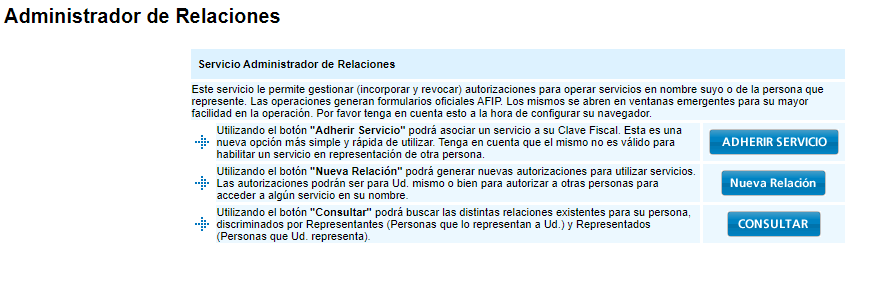 Administrador de Relaciones
Servicio Administrador de Relaciones
Este servicio le permite gestionar (incorporar y revocar) autorizaciones para operar servicios en nombre suyo o de la persona que
represente. Las operaciones generan formularios oficiales AFIP. Los mismos se abren en ventanas emergentes para su mayor
facilidad en la operación. Por favor tenga en cuenta esto a la hora de configurar su navegador.
Utilizando el botón "Adherir Servicio" podrá asociar un servicio a su Clave Fiscal. Esta es una
nueva opción más simple y rápida de utilizar. Tenga en cuenta que el mismo no es válido para
habilitar un servicio en representación de otra persona.
ADHERIR SERVICIO
Utilizando el botón "Nueva Relación" podrá generar nuevas autorizaciones para utilizar servicios.
Las autorizaciones podrán ser para Ud. mismo o bien para autorizar a otras personas para
acceder a algún servicio en su nombre.
Nueva Relación
Utilizando el botón "Consultar" podrá buscar las distintas relaciones existentes para su persona,
discriminados por Representantes (Personas que lo representan a Ud.) y Representados
(Personas que Ud. representa).
CONSULTAR